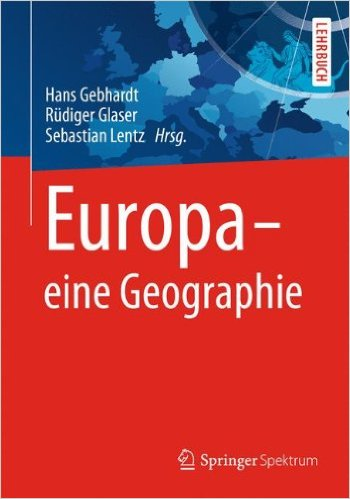 LEHRBUCH
Hans Gebhardt
Rüdiger Glaser
Sebastian Lentz Hrsg.
Europa –
eine Geographie
Springer Spektrum